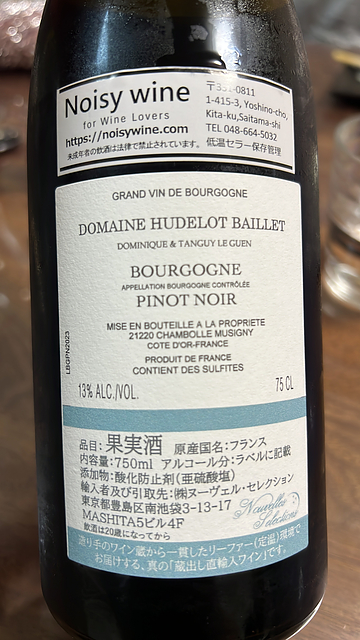 Noisy wine
for Wine Lovers
https://noisywine.com
未成年者の飲酒は法律で禁止されています。
〒331-0811
1-415-3, Yoshino-cho,
Kita-ku,Saitama-shi
TEL 048-664-5032
低温セラー保存管理
GRAND VIN DE BOURGOGNE
DOMAINE HUDELOT BAILLET
DOMINIQUE & TANGUY LE GUEN
BOURGOGNE
APPELLATION BOURGOGNE CONTRÔLÉE
PINOT NOIR
MISE EN BOUTEILLE A LA PROPRIETE
21220 CHAMBOLLE MUSIGNY
COTE D'OR-FRANCE
PRODUIT DE FRANCE
CONTIENT DES SULFITES
LBGPN2023
13% ALC./VOL.
75 CL
品目:果実酒 原産国名:フランス
内容量:750ml アルコール分:ラベルに記載
添加物:酸化防止剤(亜硫酸塩)
輸入者及び引取先:㈱ヌーヴェル・セレクション
東京都豊島区南池袋3-13-17
MASHITA5ビル4F
飲酒は20歳になってから
Nouvelles Selections
造り手のワイン蔵から一貫したリーファー(定温)環境で
お届けする、真の「蔵出し直輸入ワイン」です。